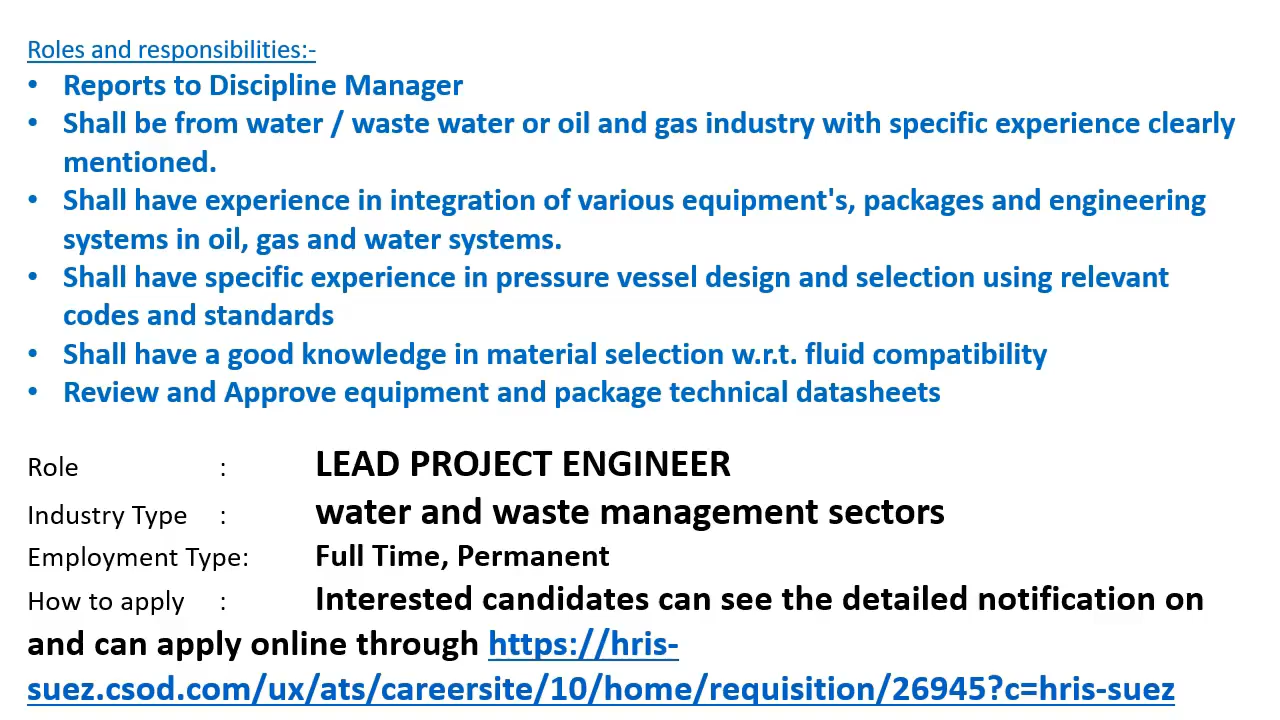 Roles and responsibilities:-
• Reports to Discipline Manager
• Shall be from water / waste water or oil and gas industry with specific experience clearly
mentioned.
• Shall have experience in integration of various equipment's, packages and engineering
systems in oil, gas and water systems.
• Shall have specific experience in pressure vessel design and selection using relevant
codes and standards
• Shall have a good knowledge in material selection w.r.t. fluid compatibility
• Review and Approve equipment and package technical datasheets
Role : LEAD PROJECT ENGINEER
Industry Type : water and waste management sectors
Employment Type: Full Time, Permanent
How to apply : Interested candidates can see the detailed notification on
and can apply online through https://hris-
suez.csod.com/ux/ats/careersite/10/home/requisition/26945?c=hris-suez